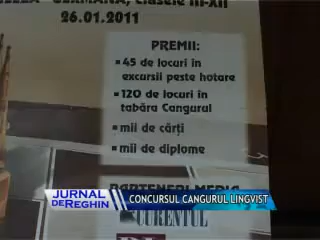 GERMANA, clasele III-XII
26.01.2011
PREMII:
45 de locuri în
excursii peste hotare
120 de locuri în
tabăra Cangurul
mii de cărți
mii de diplome
PARTENERI MEDIA
JURNAL
DE REGHIN
CONCURSUL CANGURUL LINGVIST
CURENTUL